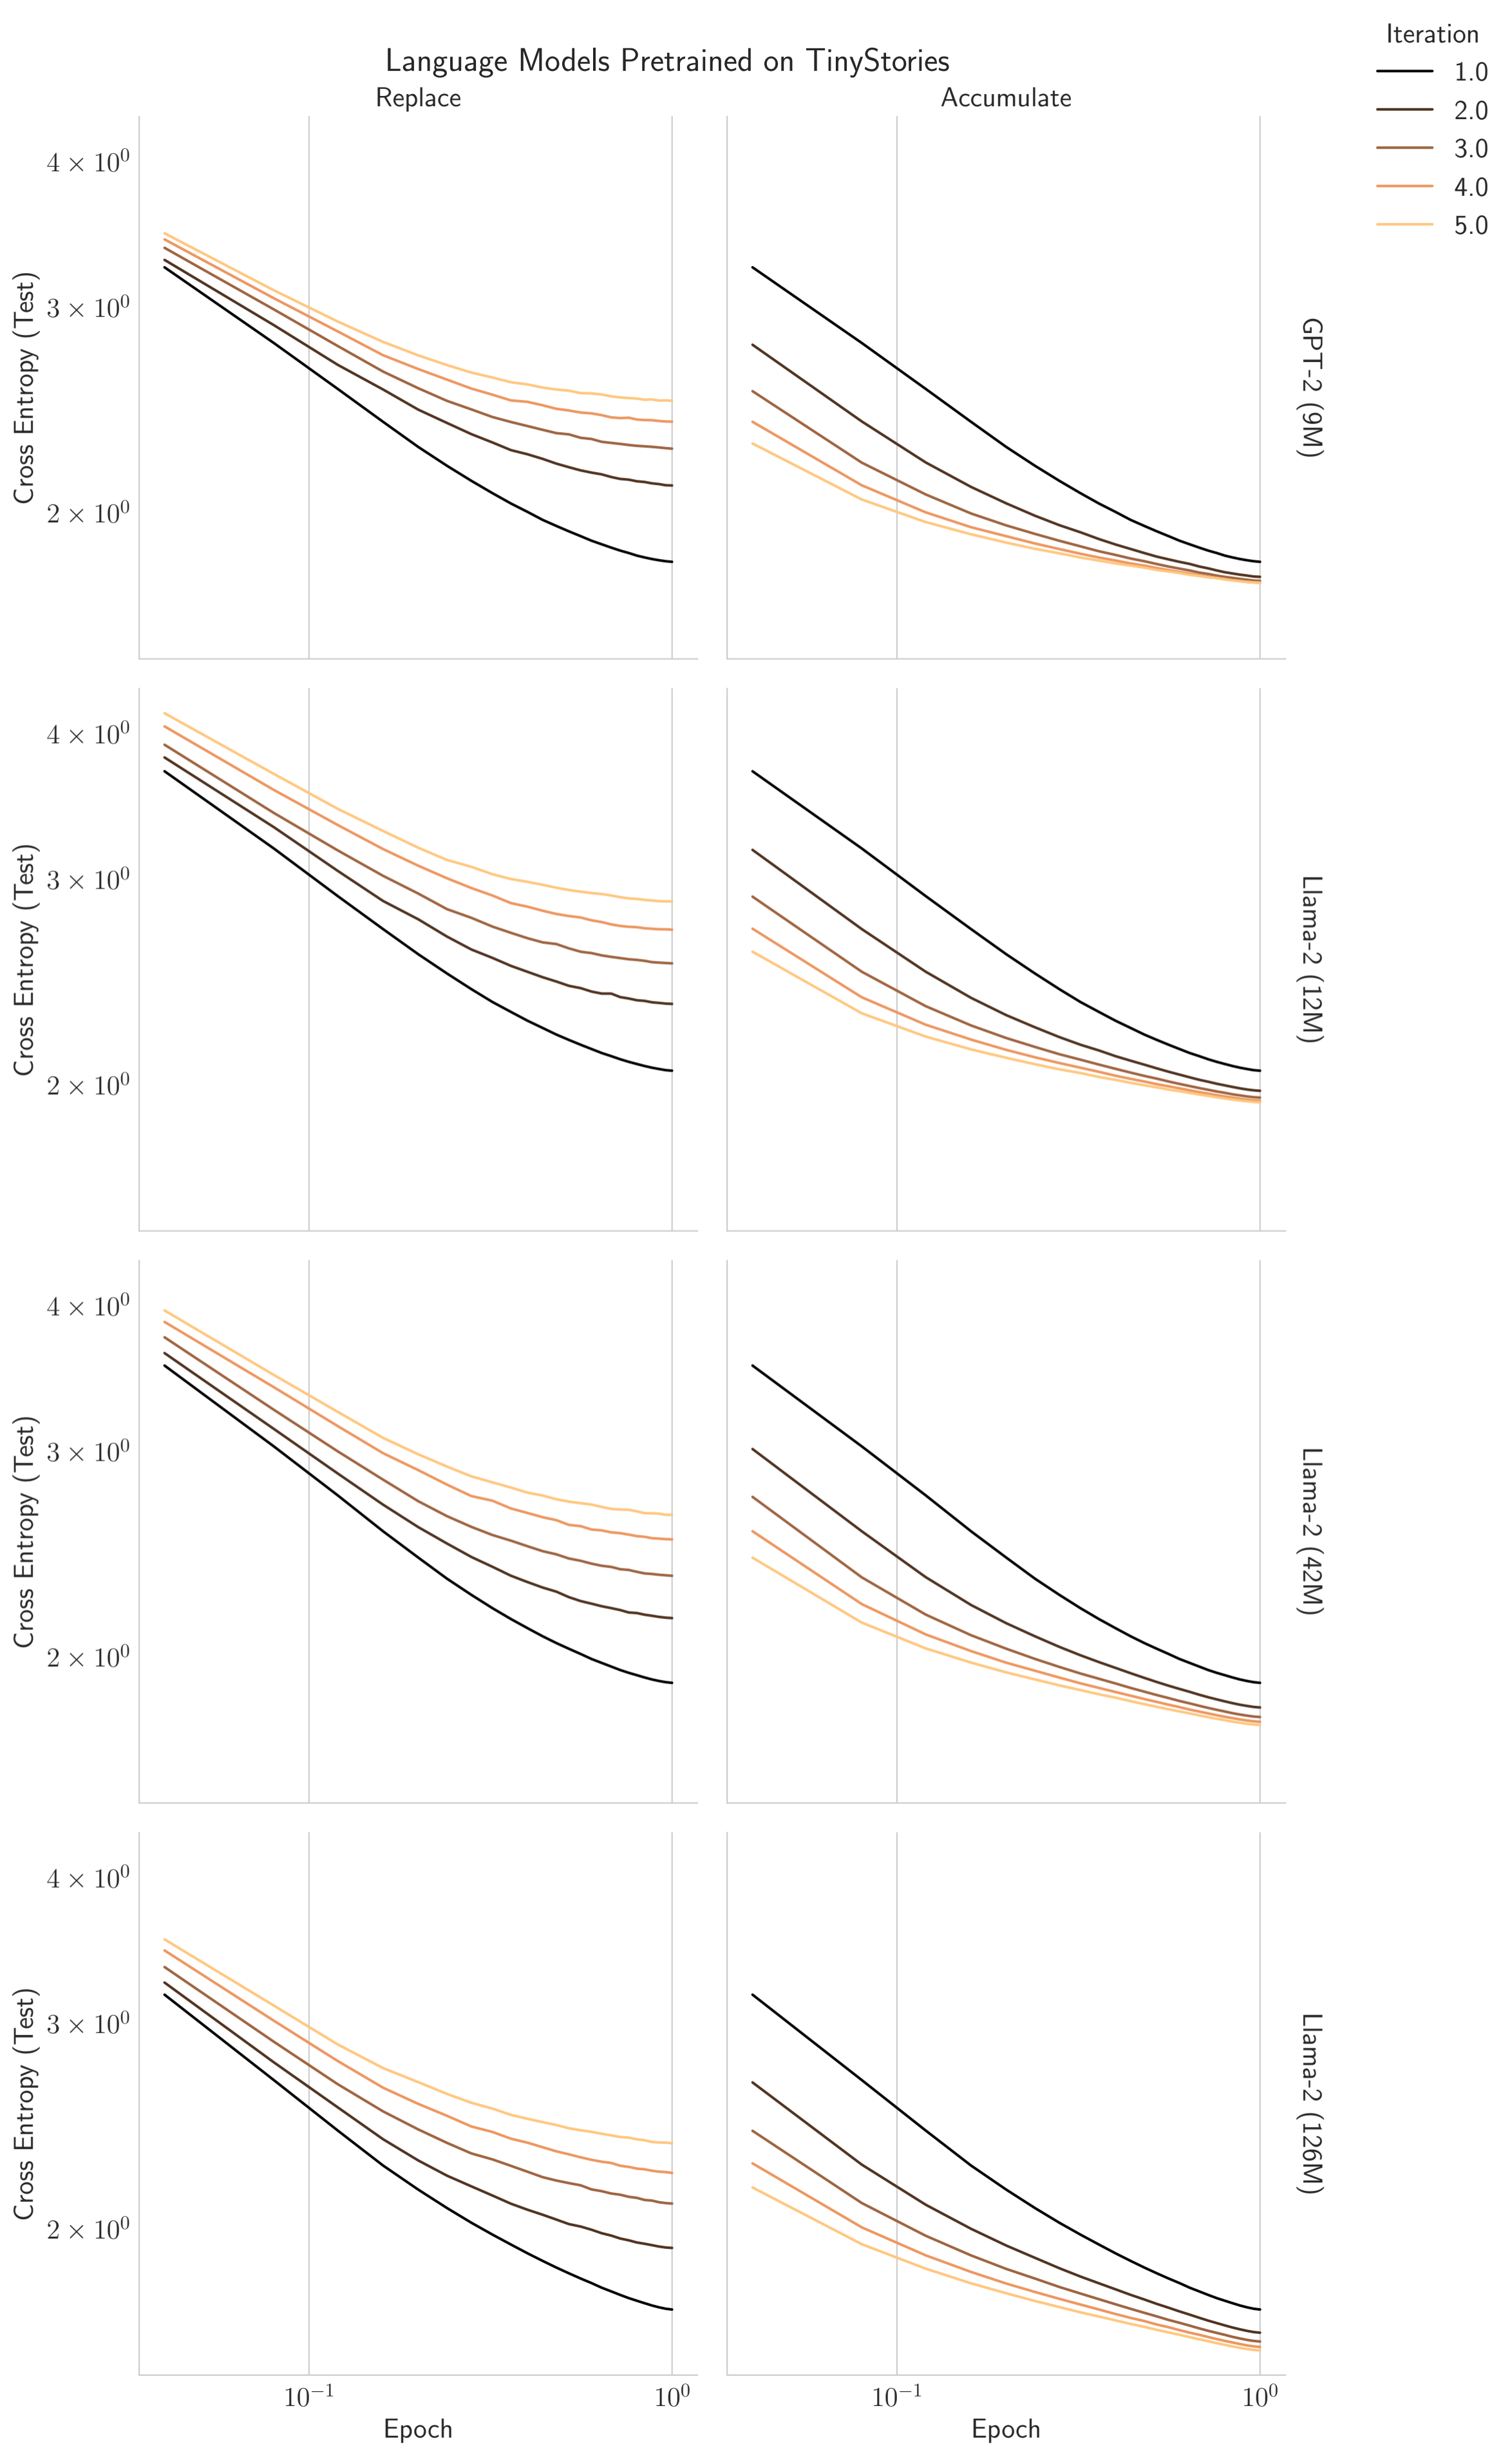 Iteration
1.0
2.0
3.0
4.0
5.0
Language Models Pretrained on TinyStories
Replace
Accumulate
4 × 10⁰
3 × 10⁰
2 × 10⁰
Cross Entropy (Test)
GPT-2 (9M)
4 × 10⁰
3 × 10⁰
2 × 10⁰
Cross Entropy (Test)
Llama-2 (12M)
4 × 10⁰
3 × 10⁰
2 × 10⁰
Cross Entropy (Test)
Llama-2 (42M)
4 × 10⁰
3 × 10⁰
2 × 10⁰
Cross Entropy (Test)
Llama-2 (126M)
10⁻¹
10⁰
10⁻¹
10⁰
Epoch
Epoch